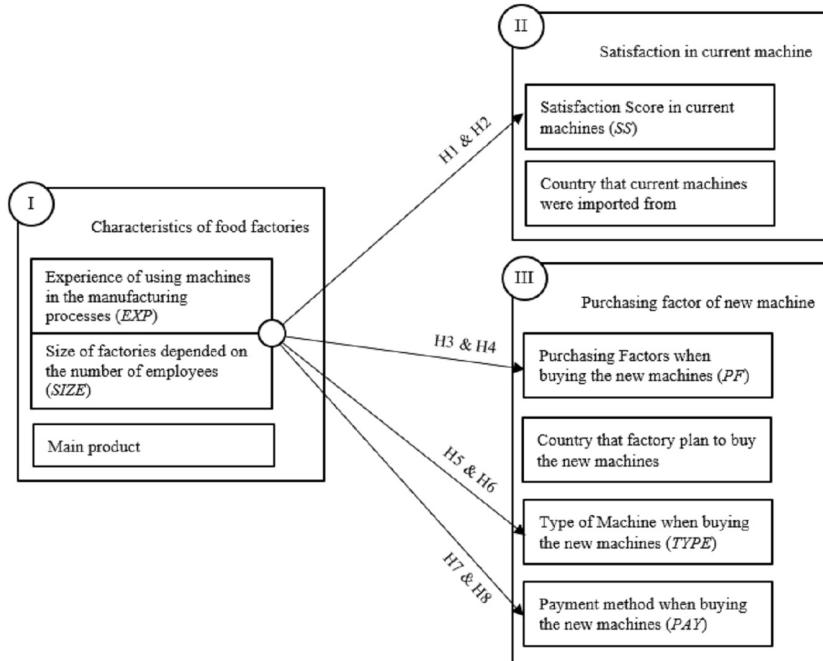 I
Characteristics of food factories
Experience of using machines
in the manufacturing
processes (EXP)
Size of factories depended on
the number of employees
(SIZE)
Main product
H1 & H2
H3 & H4
H5 & H6
H7 & H8
II
Satisfaction in current machine
Satisfaction Score in current
machines (SS)
Country that current machines
were imported from
III
Purchasing factor of new machine
Purchasing Factors when
buying the new machines (PF)
Country that factory plan to buy
the new machines
Type of Machine when buying
the new machines (TYPE)
Payment method when buying
the new machines (PAY)